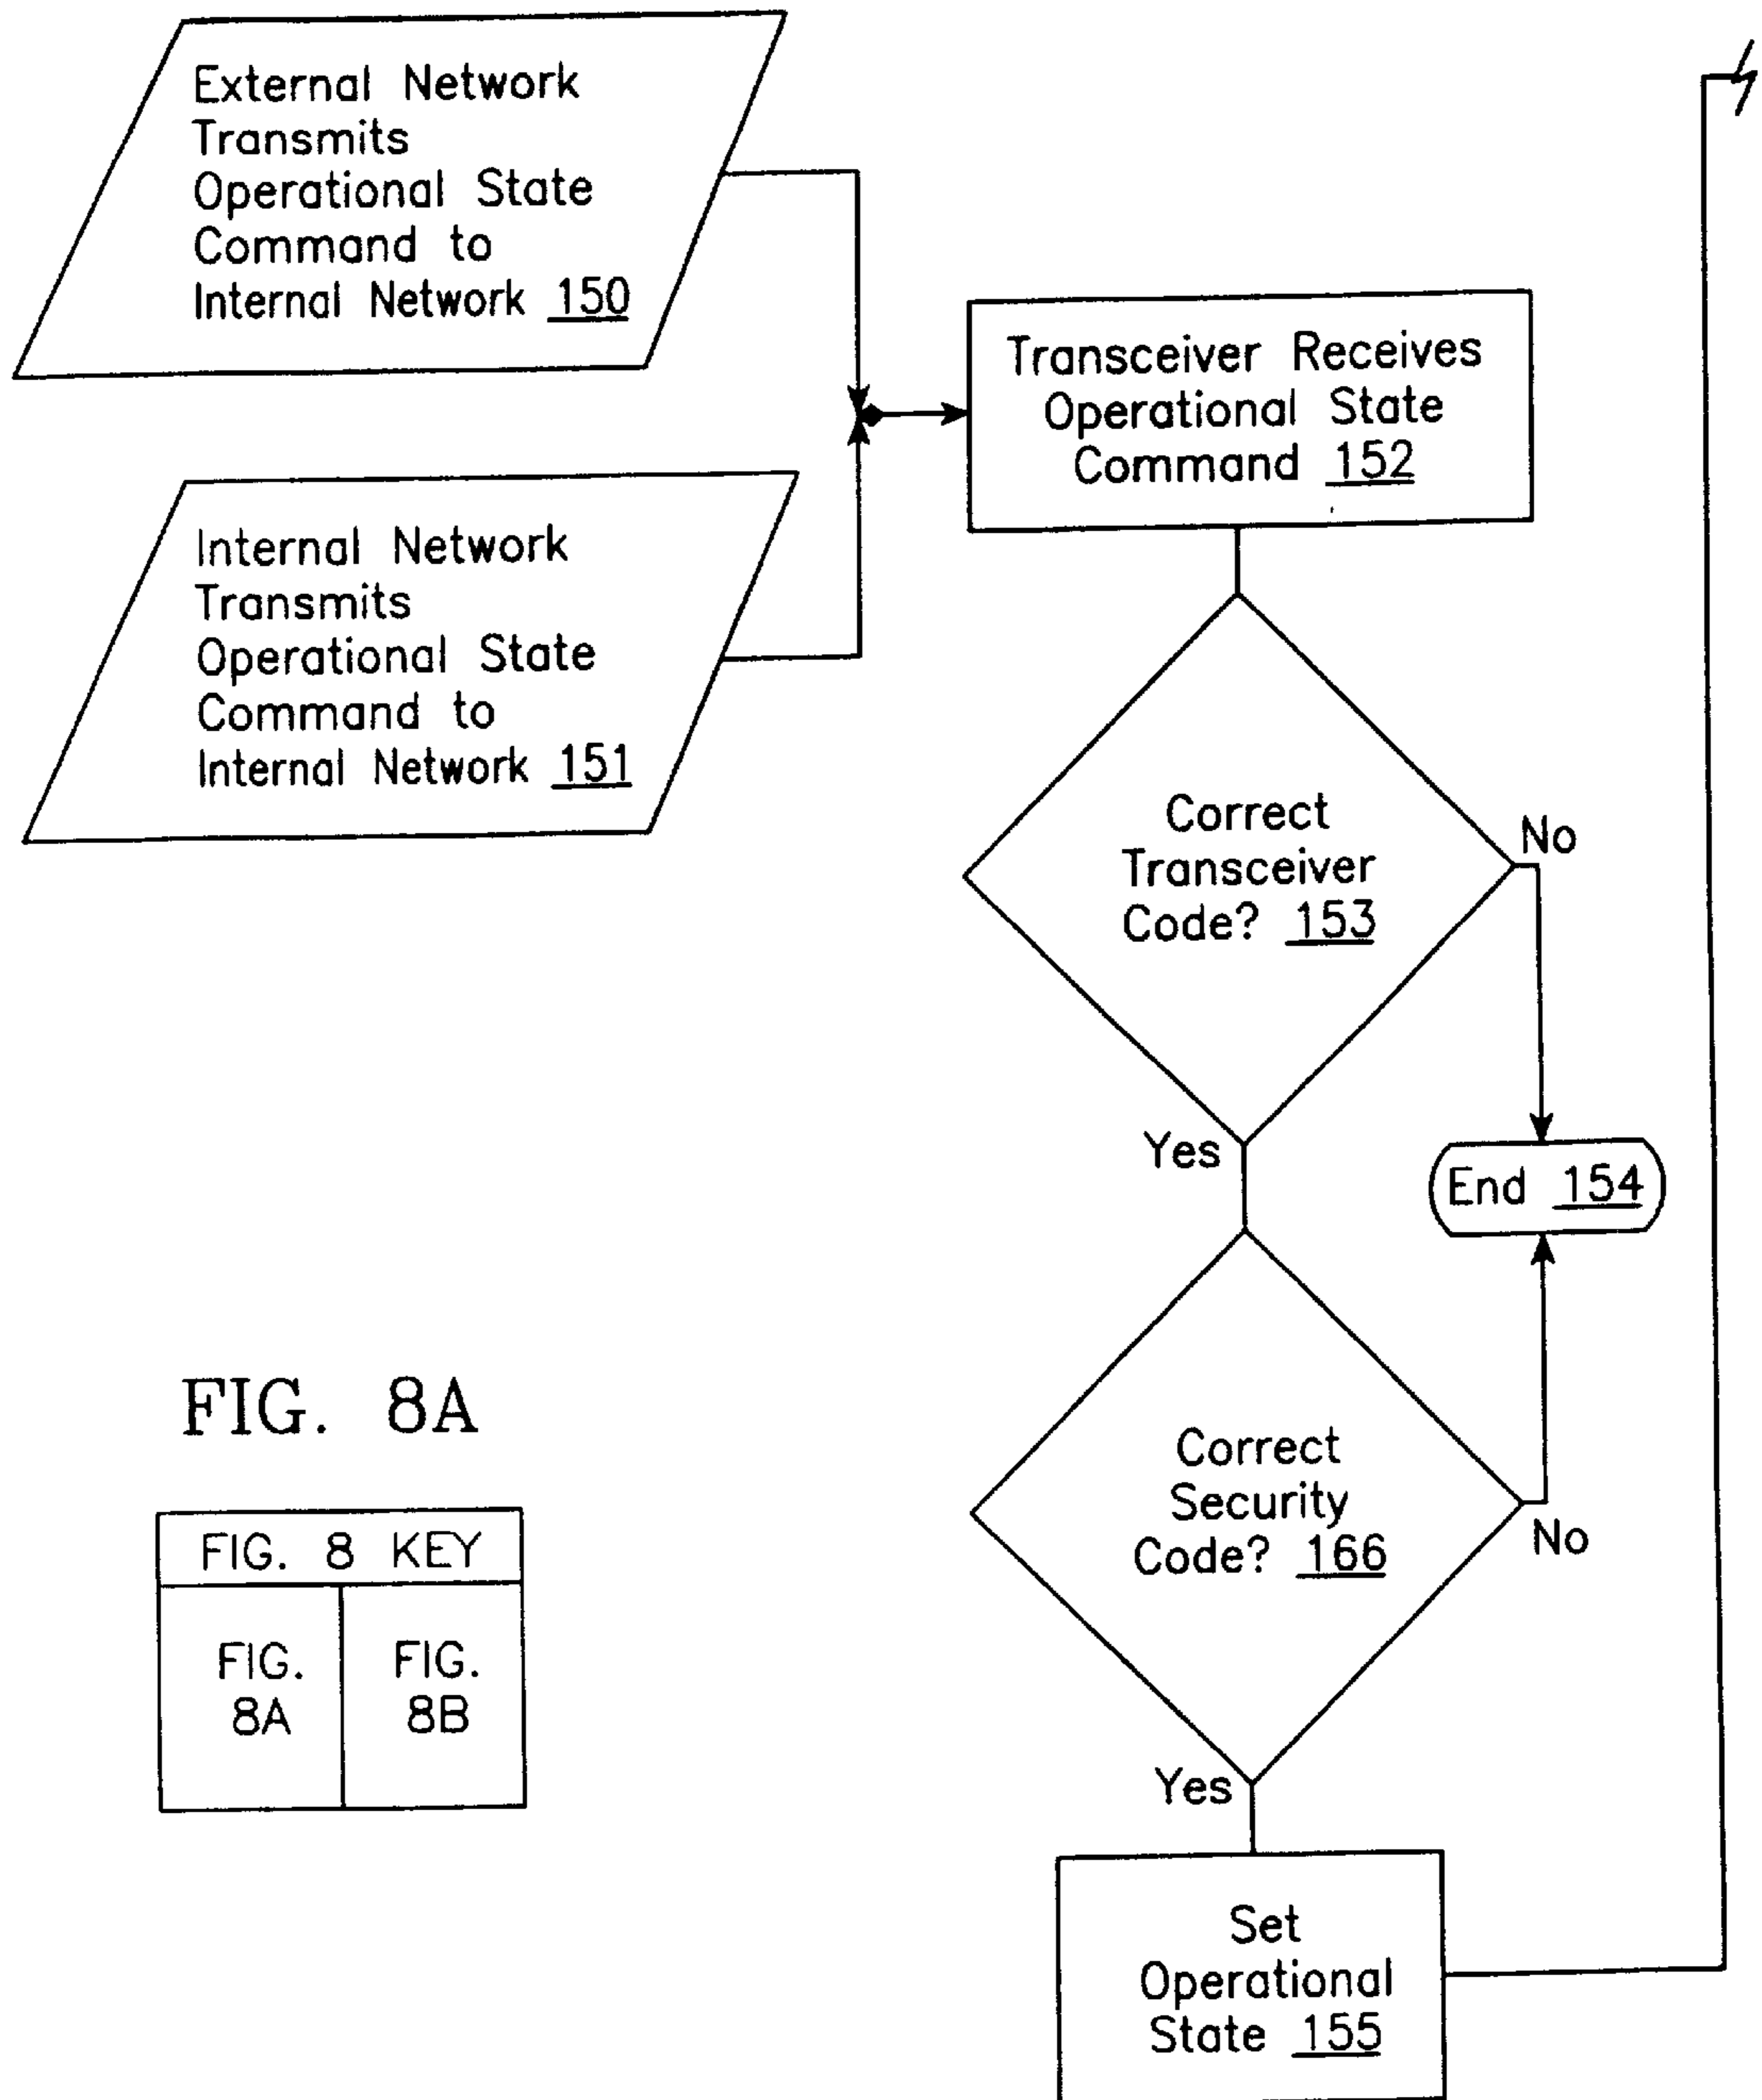 External Network
Transmits
Operational State
Command to
Internal Network 150
Internal Network
Transmits
Operational State
Command to
Internal Network 151
Transceiver Receives
Operational State
Command 152
Correct
Transceiver
Code? 153
No
Yes
End 154
Correct
Security
Code? 166
No
Yes
Set
Operational
State 155
FIG. 8A
FIG. 8 KEY
FIG.
8A
FIG.
8B